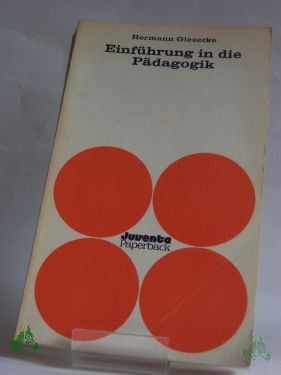 Hermann Giesecke
Einführung in die
Pädagogik
Juventa
Paperback